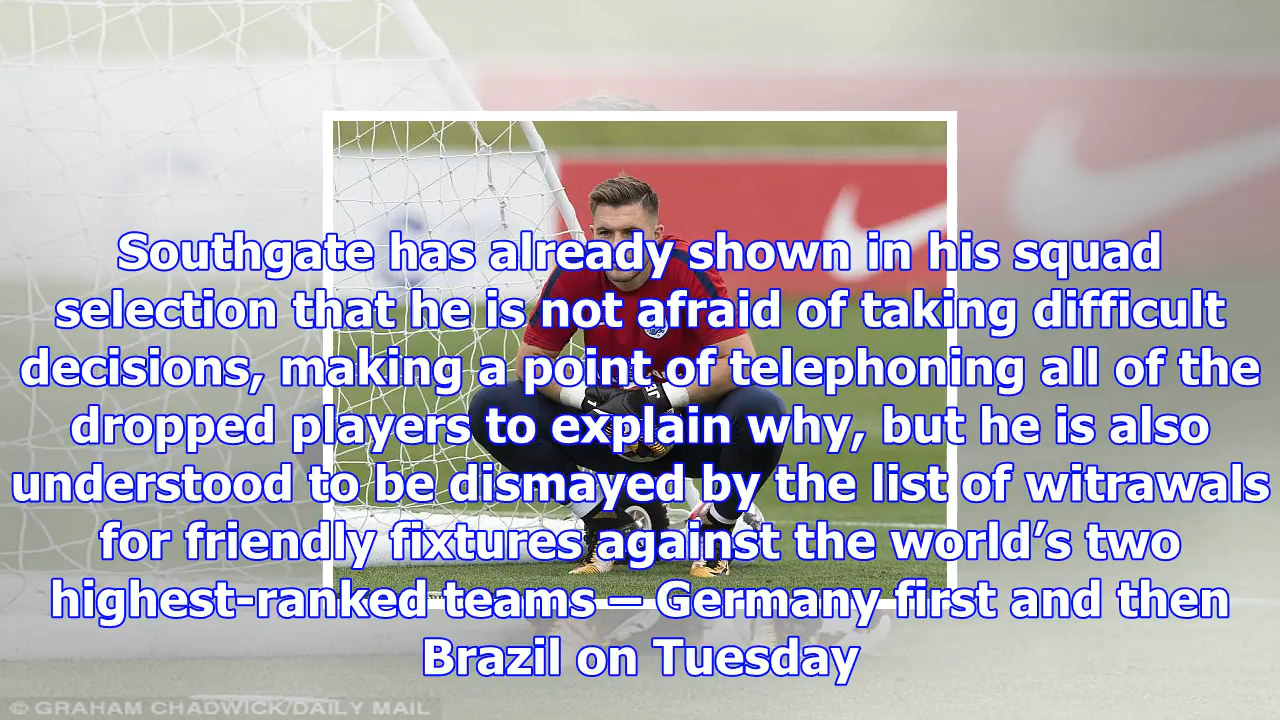 Southgate has already shown in his squad
selection that he is not afraid of taking difficult
decisions, making a point of telephoning all of the
dropped players to explain why, but he is also
understood to be dismayed by the list of witrawals
for friendly fixtures against the world’s two
highest-ranked teams – Germany first and then
Brazil on Tuesday
© GRAHAM CHADWICK/DAILY MAIL